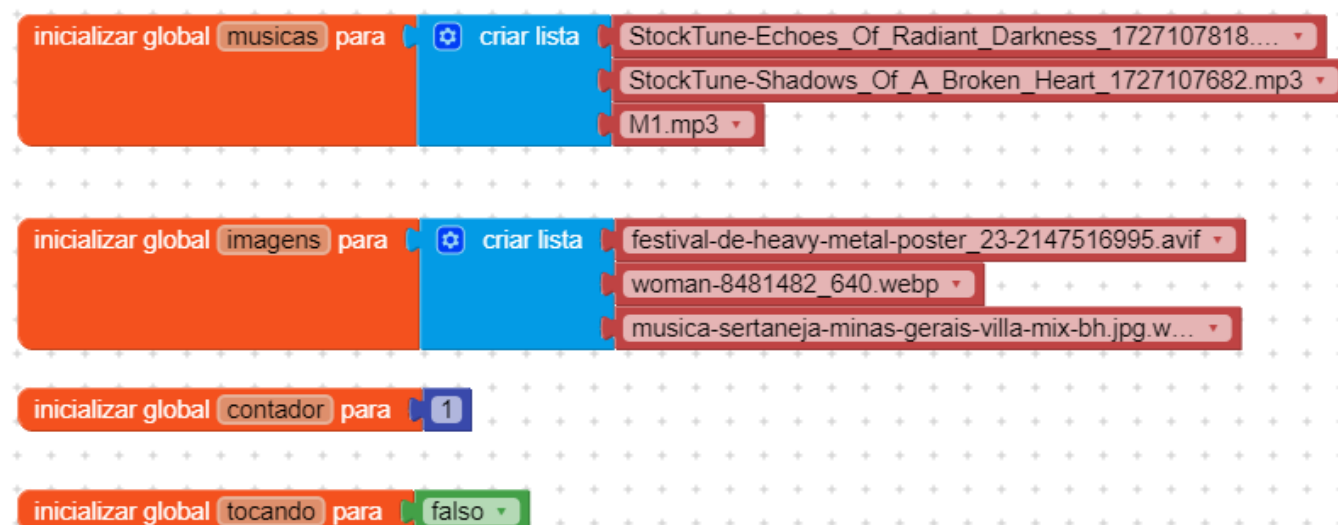 inicializar global musicas para criar lista StockTune-Echoes_Of_Radiant_Darkness_1727107818....
StockTune-Shadows_Of_A_Broken_Heart_1727107682.mp3
M1.mp3
inicializar global imagens para criar lista festival-de-heavy-metal-poster_23-2147516995.avif
woman-8481482_640.webp
musica-sertaneja-minas-gerais-villa-mix-bh.jpg.w...
inicializar global contador para 1
inicializar global tocando para falso